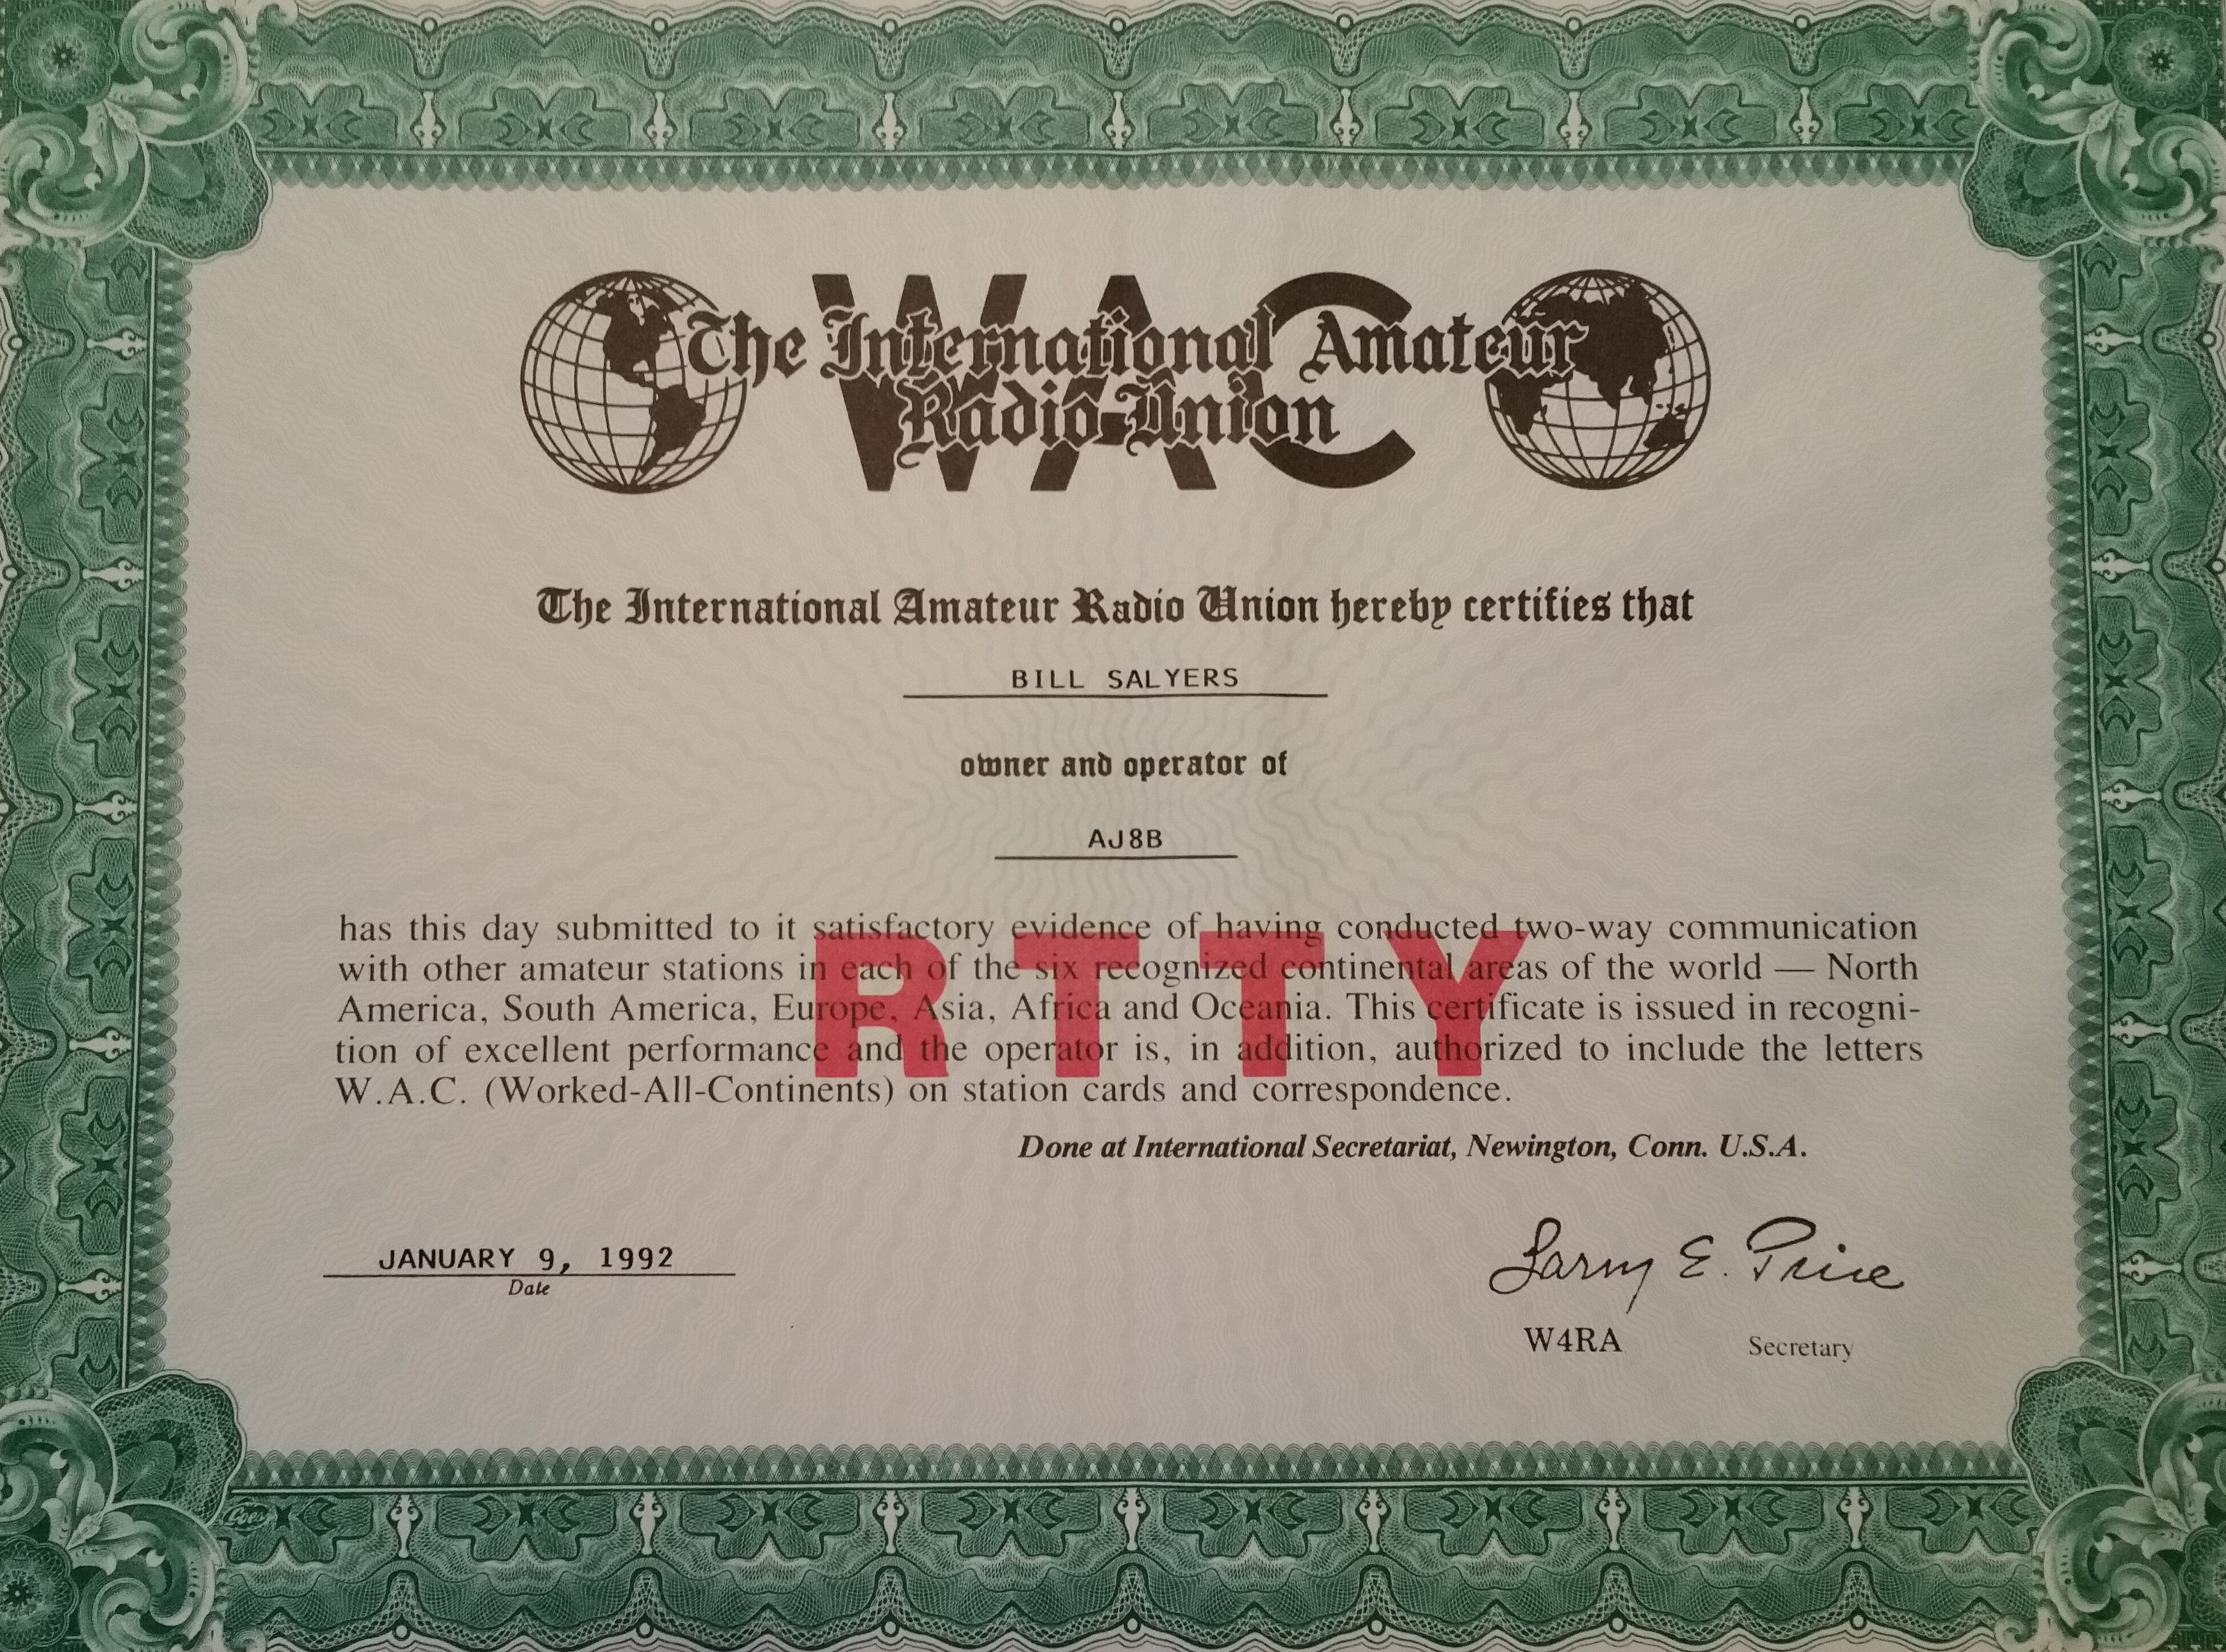 WAC
The International Amateur
Radio Union
The International Amateur Radio Union hereby certifies that
BILL SALYERS
owner and operator of
AJ8B
has this day submitted to it satisfactory evidence of having conducted two-way communication
with other amateur stations in each of the six recognized continental areas of the world — North
America, South America, Europe, Asia, Africa and Oceania. This certificate is issued in recogni-
tion of excellent performance and the operator is, in addition, authorized to include the letters
W.A.C. (Worked-All-Continents) on station cards and correspondence.
RTTY
Done at International Secretariat, Newington, Conn. U.S.A.
JANUARY 9, 1992
Date
Larry E. Price
W4RA Secretary
Goes